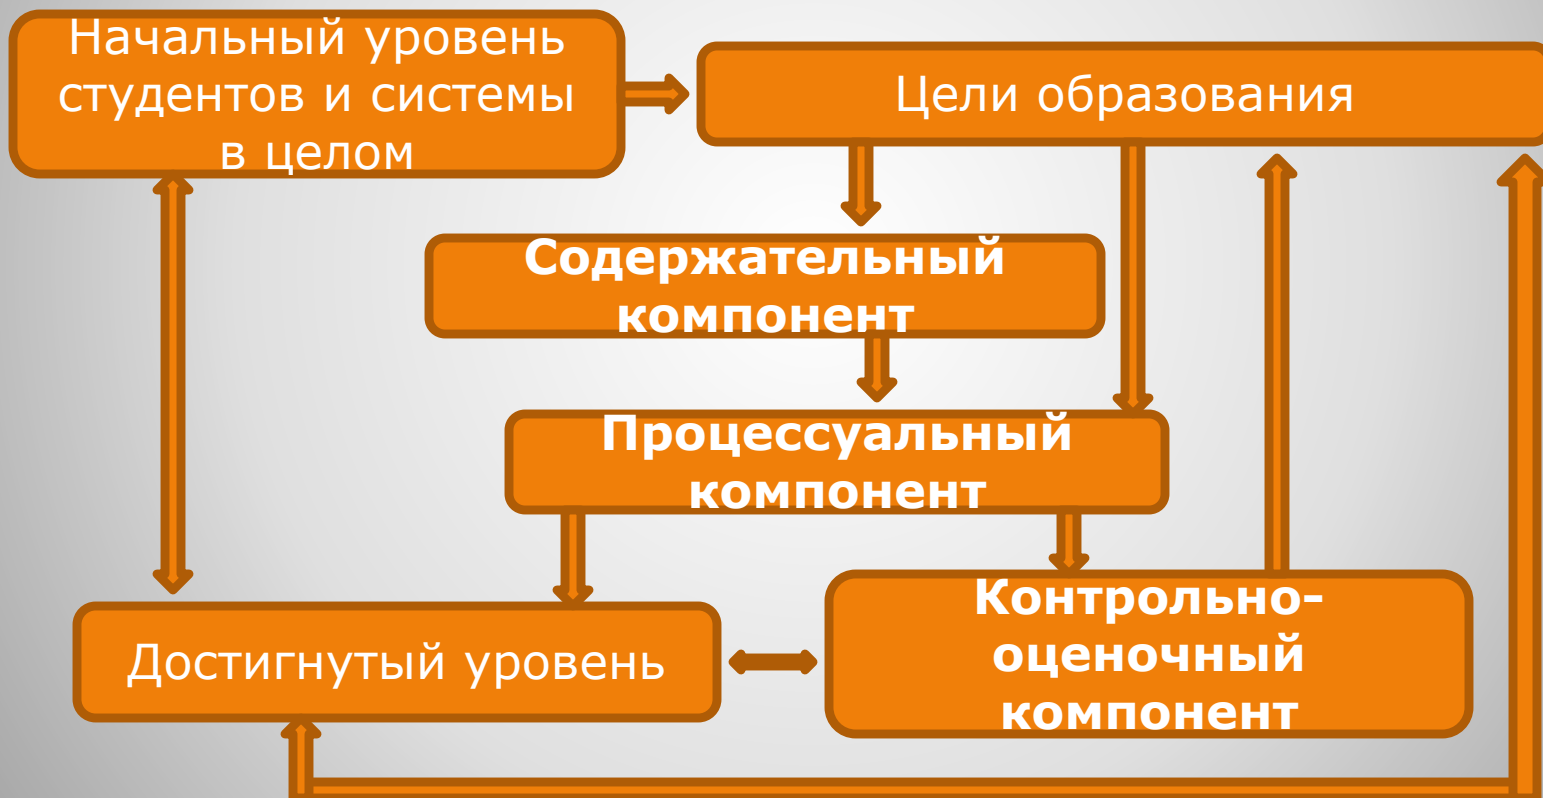 Начальный уровень
студентов и системы
в целом
Цели образования
Содержательный
компонент
Процессуальный
компонент
Достигнутый уровень
Контрольно-
оценочный
компонент